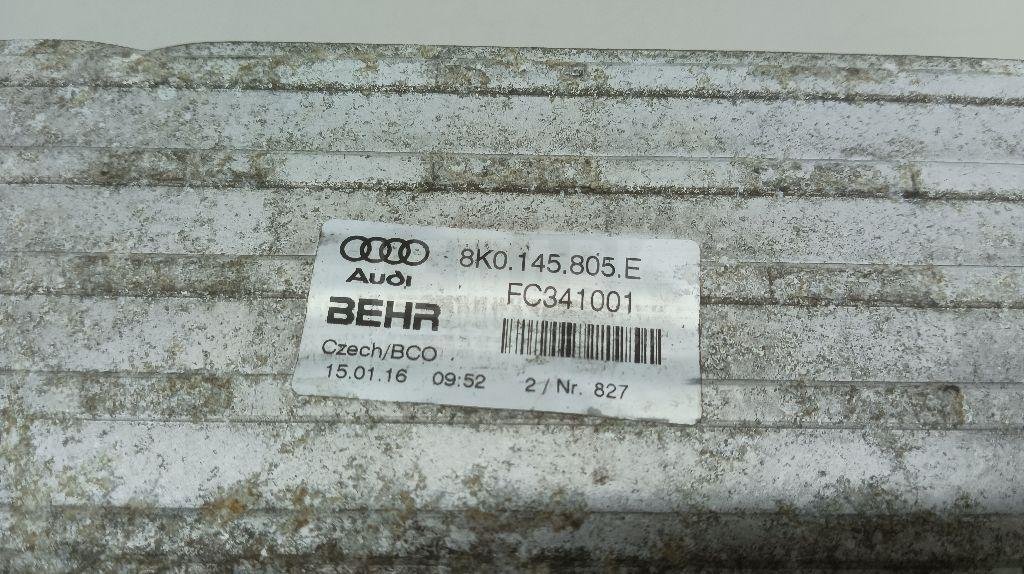 Audi
8K0.145.805.E
FC341001
BEHR
Czech/BCO
15.01.16 09:52 2 / Nr. 827